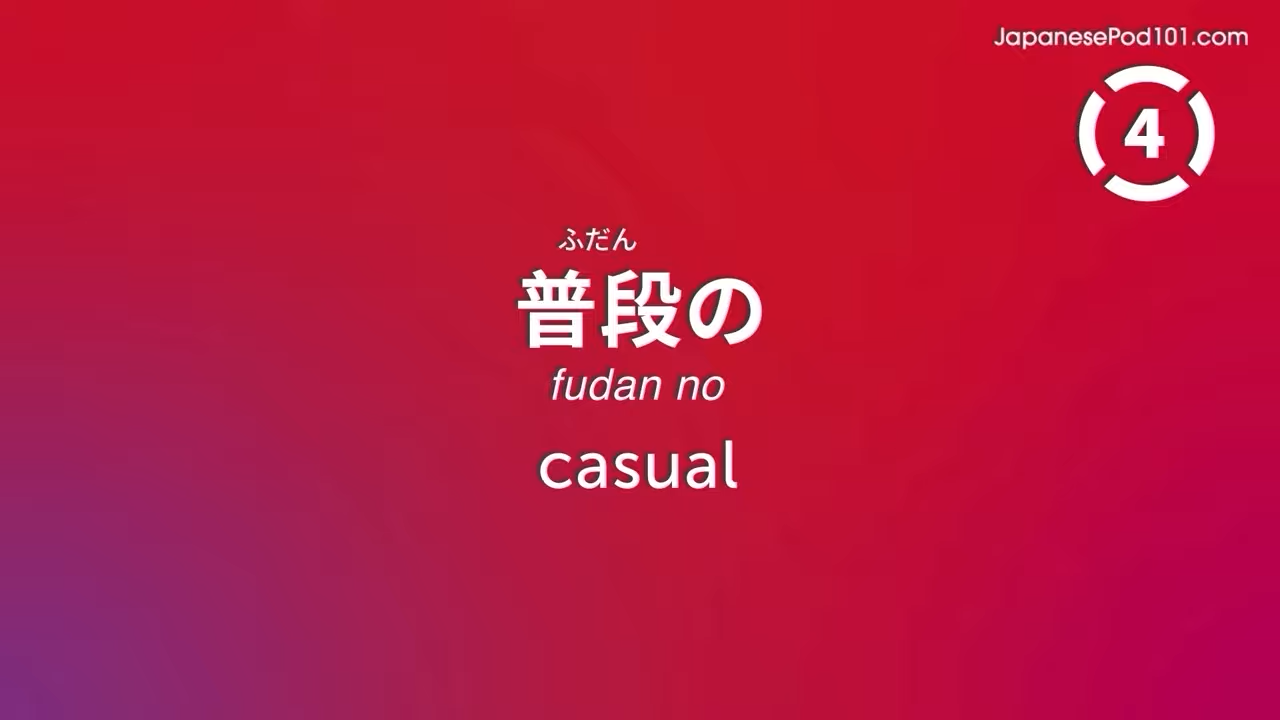 JapanesePod101.com
4
ふだん
普段の
fudan no
casual